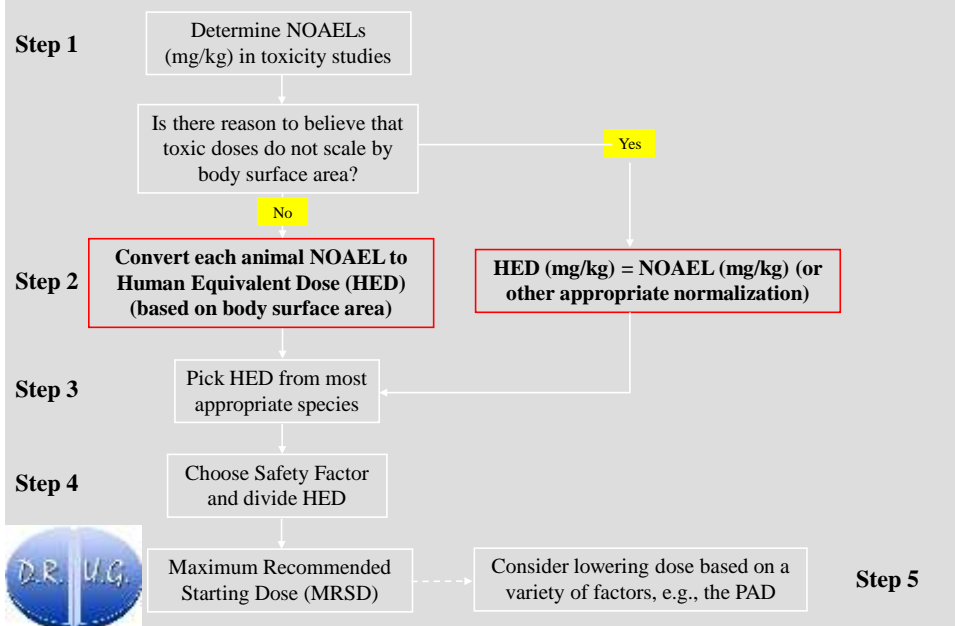 Step 1
Determine NOAELs
(mg/kg) in toxicity studies
Is there reason to believe that
toxic doses do not scale by
body surface area?
Yes
No
Step 2
Convert each animal NOAEL to
Human Equivalent Dose (HED)
(based on body surface area)
HED (mg/kg) = NOAEL (mg/kg) (or
other appropriate normalization)
Step 3
Pick HED from most
appropriate species
Step 4
Choose Safety Factor
and divide HED
D.R. U.G.
Maximum Recommended
Starting Dose (MRSD)
Consider lowering dose based on a
variety of factors, e.g., the PAD
Step 5